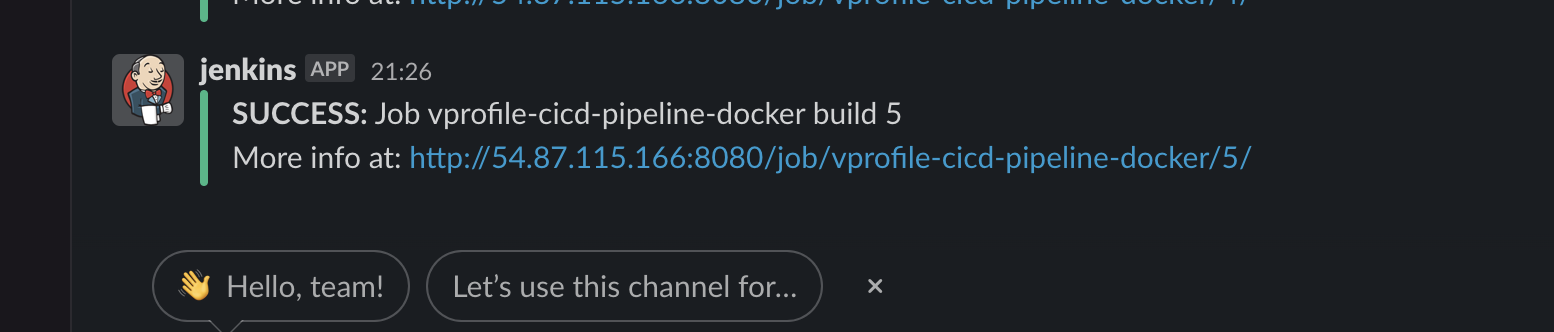 More info at: http://54.87.115.166:8080/job/vprofile-cicd-pipeline-docker/4/
jenkins APP 21:26
SUCCESS: Job vprofile-cicd-pipeline-docker build 5
More info at: http://54.87.115.166:8080/job/vprofile-cicd-pipeline-docker/5/
👋 Hello, team! Let’s use this channel for... ×